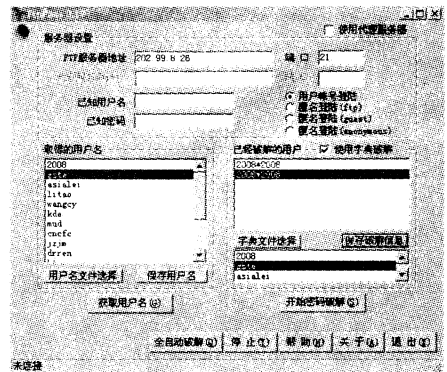 使用代理服务器
服务器设置
FTP服务器地址 202 99 8 26 端 口 21
已知用户名
用户帐号登陆
匿名登陆(ftp)
已知密码
匿名登陆(guest)
匿名登陆(anonymous)
取得的用户名
已经破解的用户 使用字典破解
2008
asialei
litao
wangcy
kds
mud
cncfc
jzjm
drren
2008*2008
字典文件选择 保存破解信息
2008
asialei
用户名文件选择 保存用户名
获取用户名(G) 开始密码破解(S)
全自动破解(Q) 停 止(T) 帮 助(H) 关 于(A) 退 出(X)
未连接